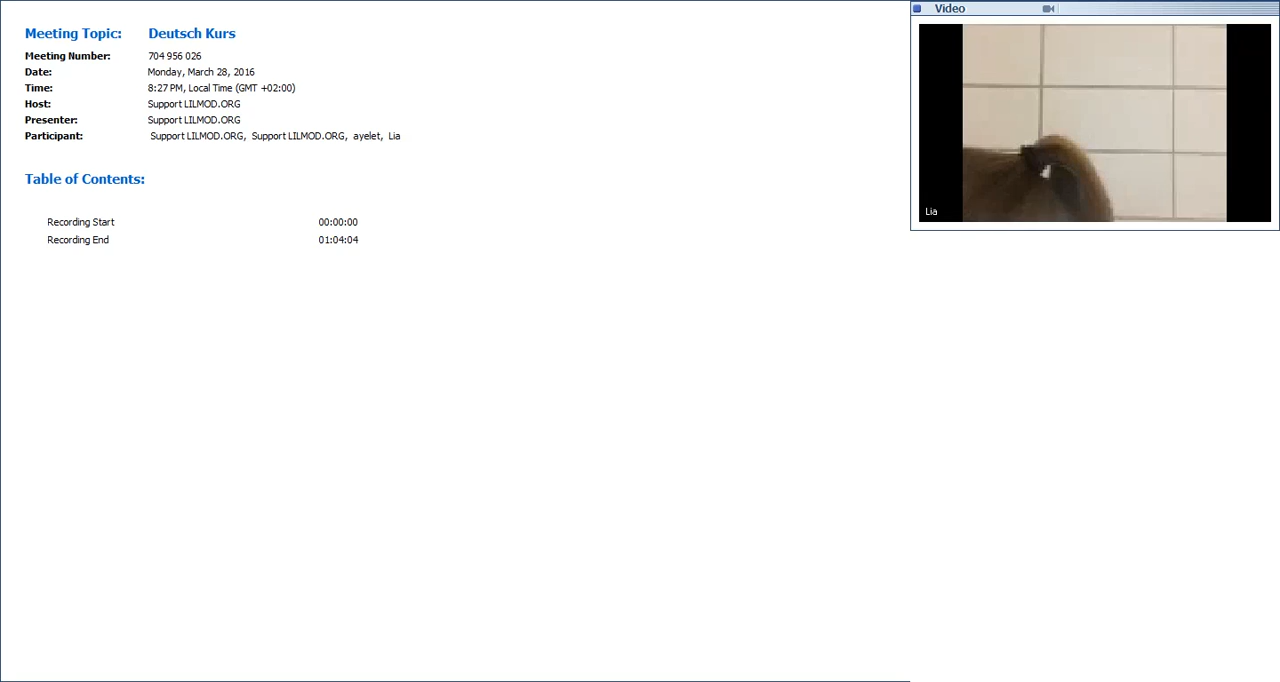 Meeting Topic: Deutsch Kurs
Meeting Number: 704 956 026
Date: Monday, March 28, 2016
Time: 8:27 PM, Local Time (GMT +02:00)
Host: Support LILMOD.ORG
Presenter: Support LILMOD.ORG
Participant: Support LILMOD.ORG, Support LILMOD.ORG, ayelet, Lia
Table of Contents:
Recording Start 00:00:00
Recording End 01:04:04
Video
Lia